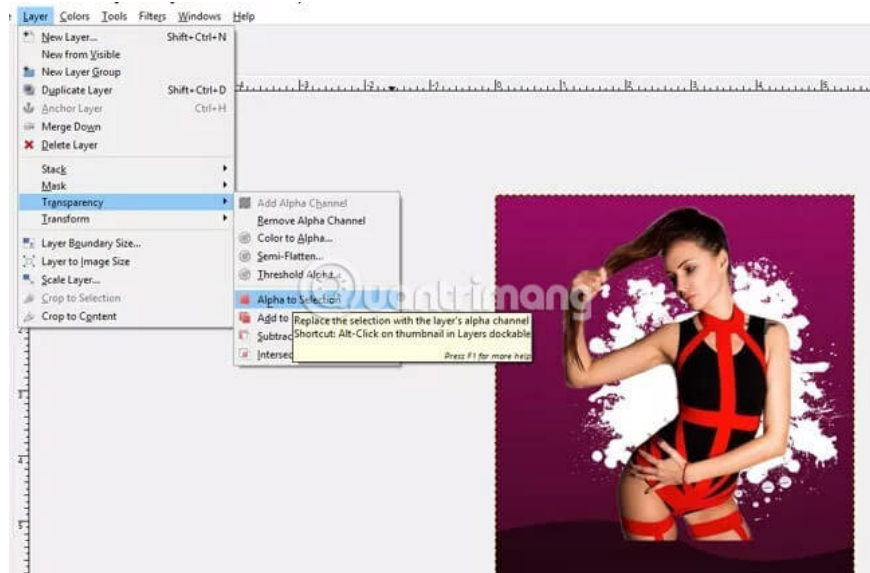 Layer Colors Tools Filters Windows Help
New Layer... Shift+Ctrl+N
New from Visible
New Layer Group
Duplicate Layer Shift+Ctrl+D
Anchor Layer Ctrl+H
Merge Down
Delete Layer
Stack
Mask
Transparency
Transform
Layer Boundary Size...
Layer to Image Size
Scale Layer...
Crop to Selection
Crop to Content
Add Alpha Channel
Remove Alpha Channel
Color to Alpha...
Semi-Flatten...
Threshold Alpha...
Alpha to Selection
Add to
Subtrac
Intersec
Replace the selection with the layer's alpha channel
Shortcut: Alt-Click on thumbnail in Layers dockable
Press F1 for more help
Quantrimang